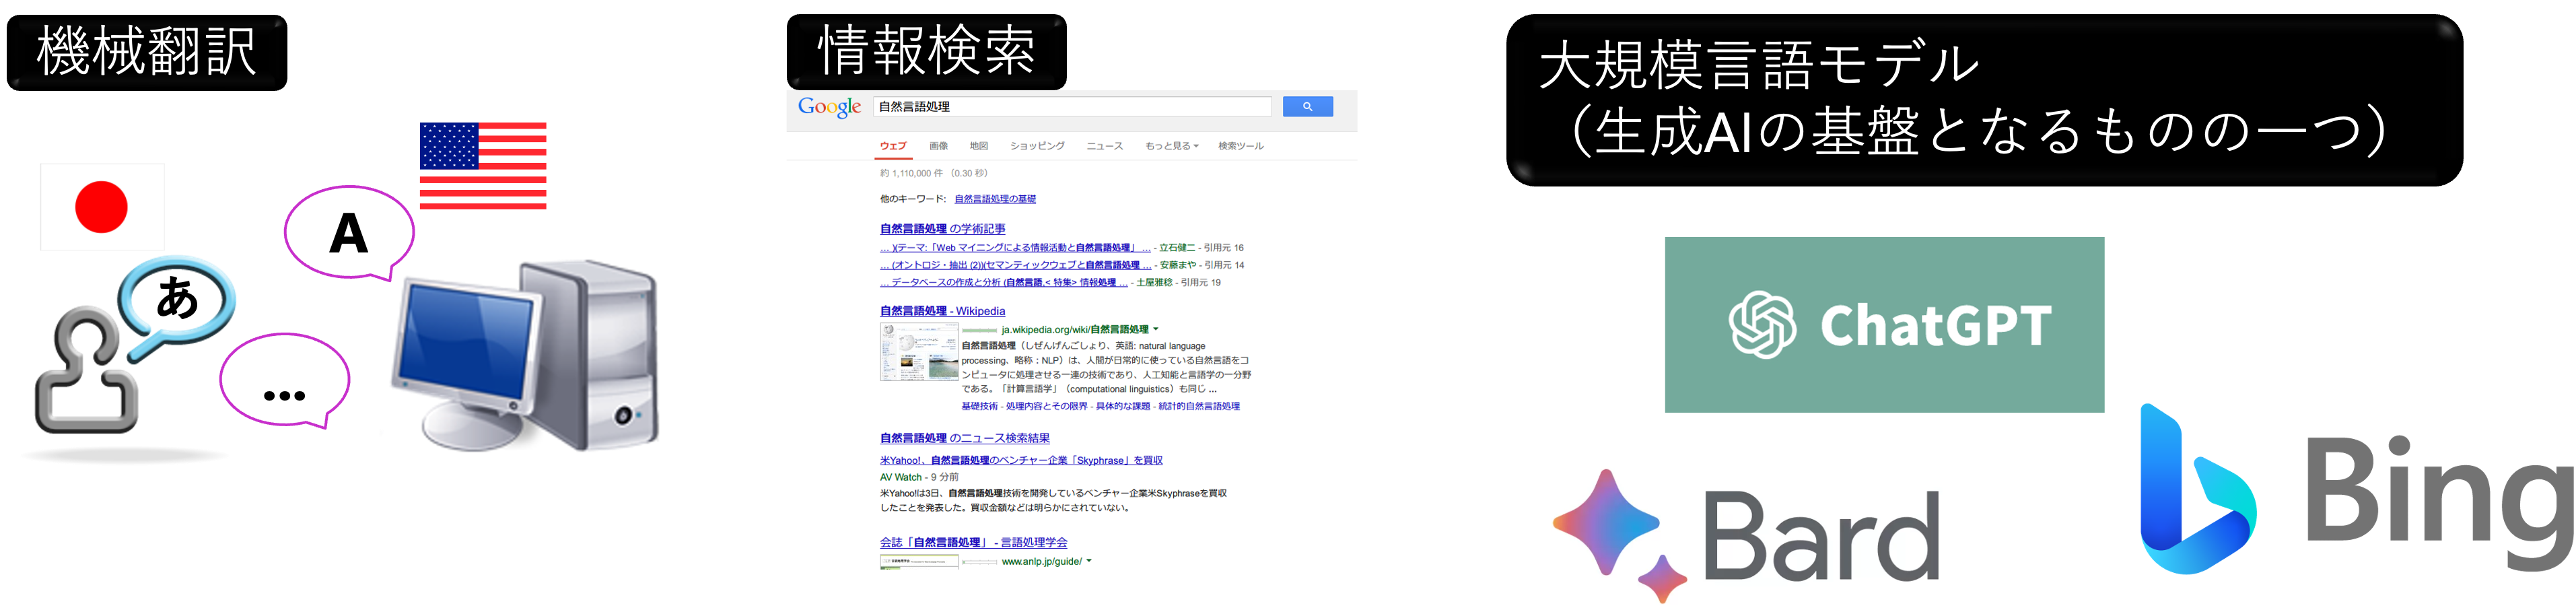 機械翻訳
あ
A
...
情報検索
Google
自然言語処理
ウェブ 画像 地図 ショッピング ニュース もっと見る 検索ツール
約 1,110,000 件 (0.30 秒)
他のキーワード: 自然言語処理の基礎
自然言語処理 の学術記事
... )(テーマ:「Web マイニングによる情報活動と自然言語処理」 ... - 立石健二 - 引用元 16
... (オントロジ・抽出 (2))(セマンティックウェブと自然言語処理 ... - 安藤まや - 引用元 14
... データベースの作成と分析 (自然言語,< 特集> 情報処理 ... - 土屋雅稔 - 引用元 19
自然言語処理 - Wikipedia
ja.wikipedia.org/wiki/自然言語処理
自然言語処理(しぜんげんごしょり、英語: natural language
processing、略称:NLP)は、人間が日常的に使っている自然言語をコ
ンピュータに処理させる一連の技術であり、人工知能と言語学の一分野
である。「計算言語学」(computational linguistics)も同じ ...
基礎技術 - 処理内容とその限界 - 具体的な課題 - 統計的自然言語処理
自然言語処理 のニュース検索結果
米Yahoo!、自然言語処理のベンチャー企業「Skyphrase」を買収
AV Watch - 9 分前
米Yahoo!は3日、自然言語処理技術を開発しているベンチャー企業米Skyphraseを買収
したことを発表した。買収金額などは明らかにされていない。
会誌「自然言語処理」 - 言語処理学会
www.anlp.jp/guide/
大規模言語モデル
(生成AIの基盤となるものの一つ)
ChatGPT
Bard
Bing